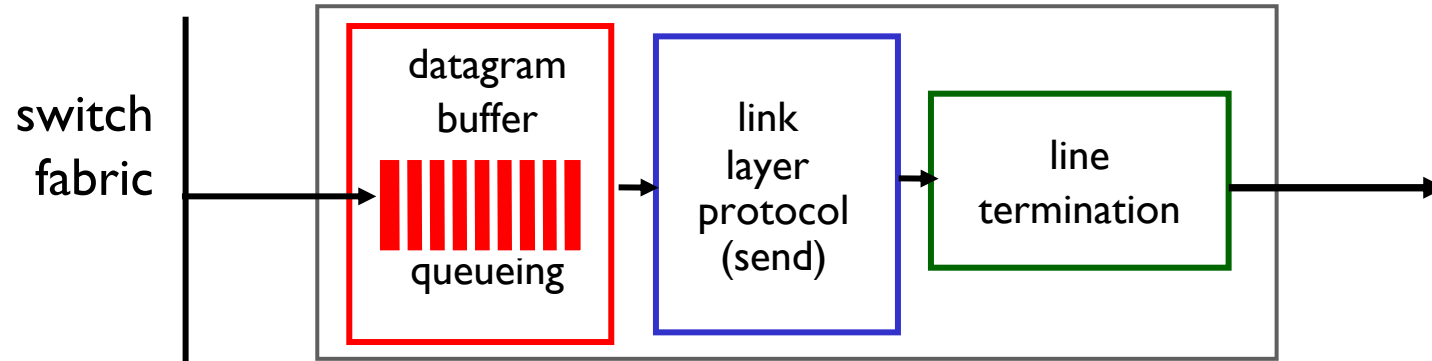 switch
fabric
datagram
buffer
queueing
link
layer
protocol
(send)
line
termination